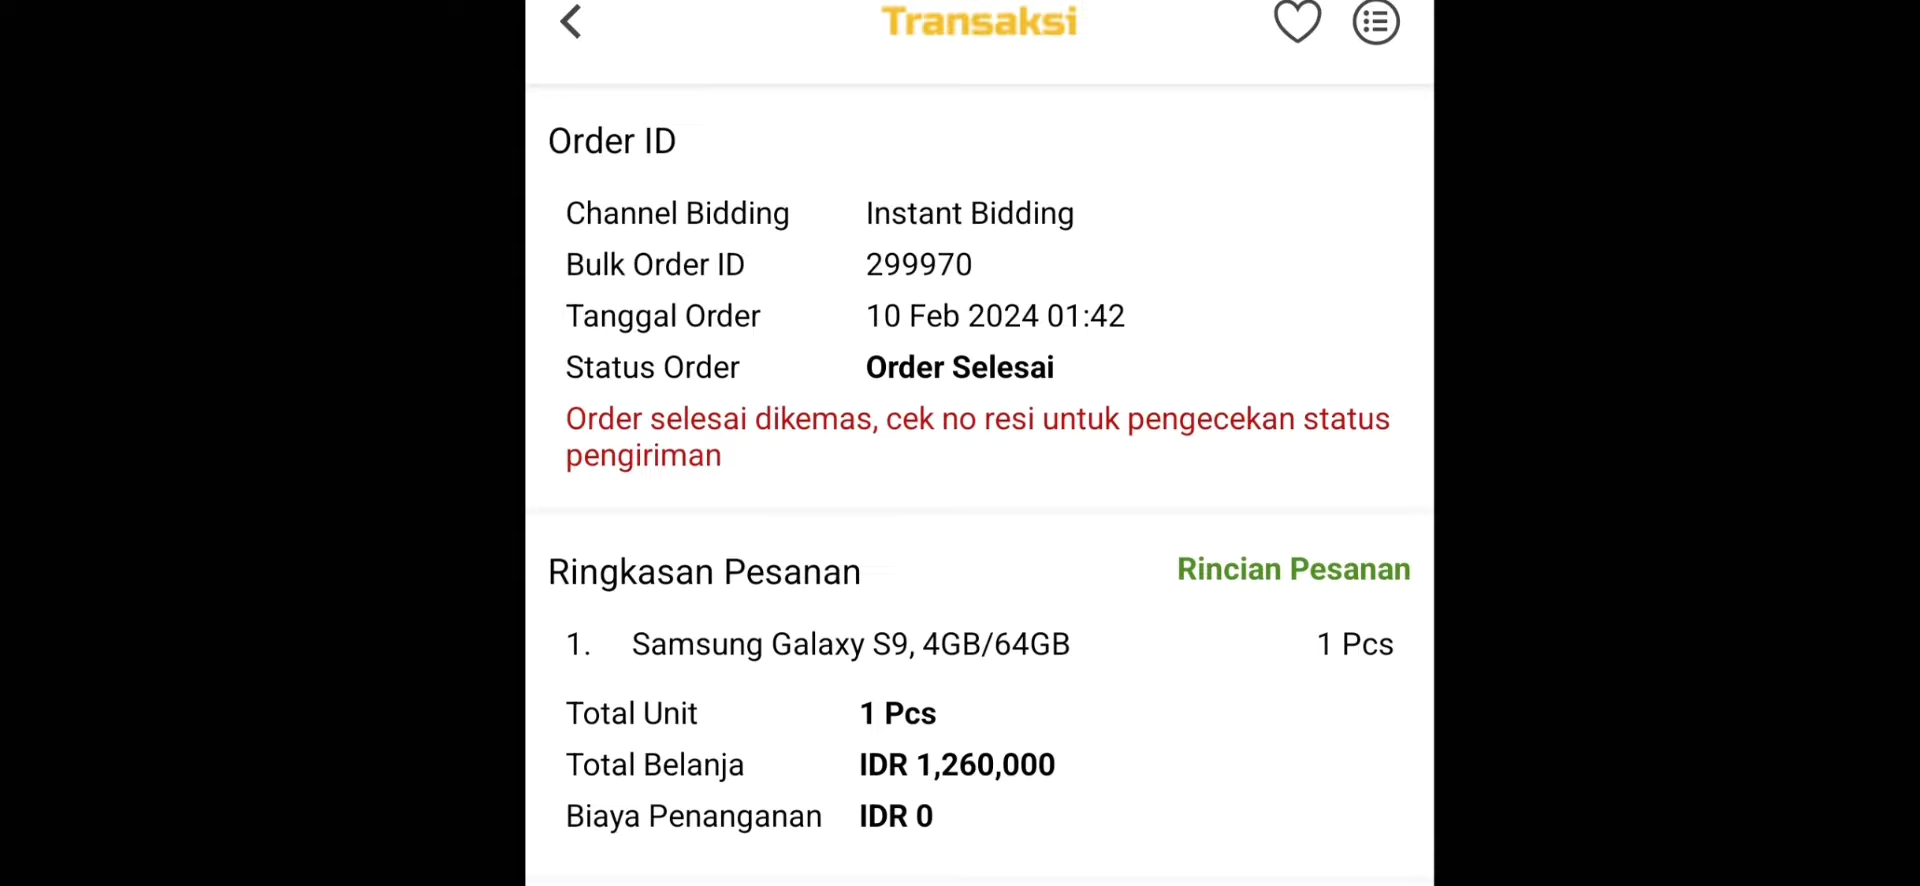 Transaksi
Order ID
Channel Bidding Instant Bidding
Bulk Order ID 299970
Tanggal Order 10 Feb 2024 01:42
Status Order Order Selesai
Order selesai dikemas, cek no resi untuk pengecekan status
pengiriman
Ringkasan Pesanan Rincian Pesanan
1. Samsung Galaxy S9, 4GB/64GB 1 Pcs
Total Unit 1 Pcs
Total Belanja IDR 1,260,000
Biaya Penanganan IDR 0